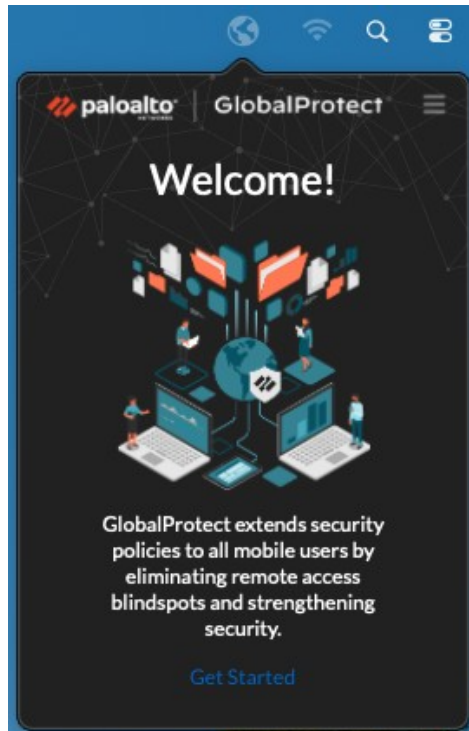 paloalto GlobalProtect
NETWORKS
Welcome!
GlobalProtect extends security
policies to all mobile users by
eliminating remote access
blindspots and strengthening
security.
Get Started